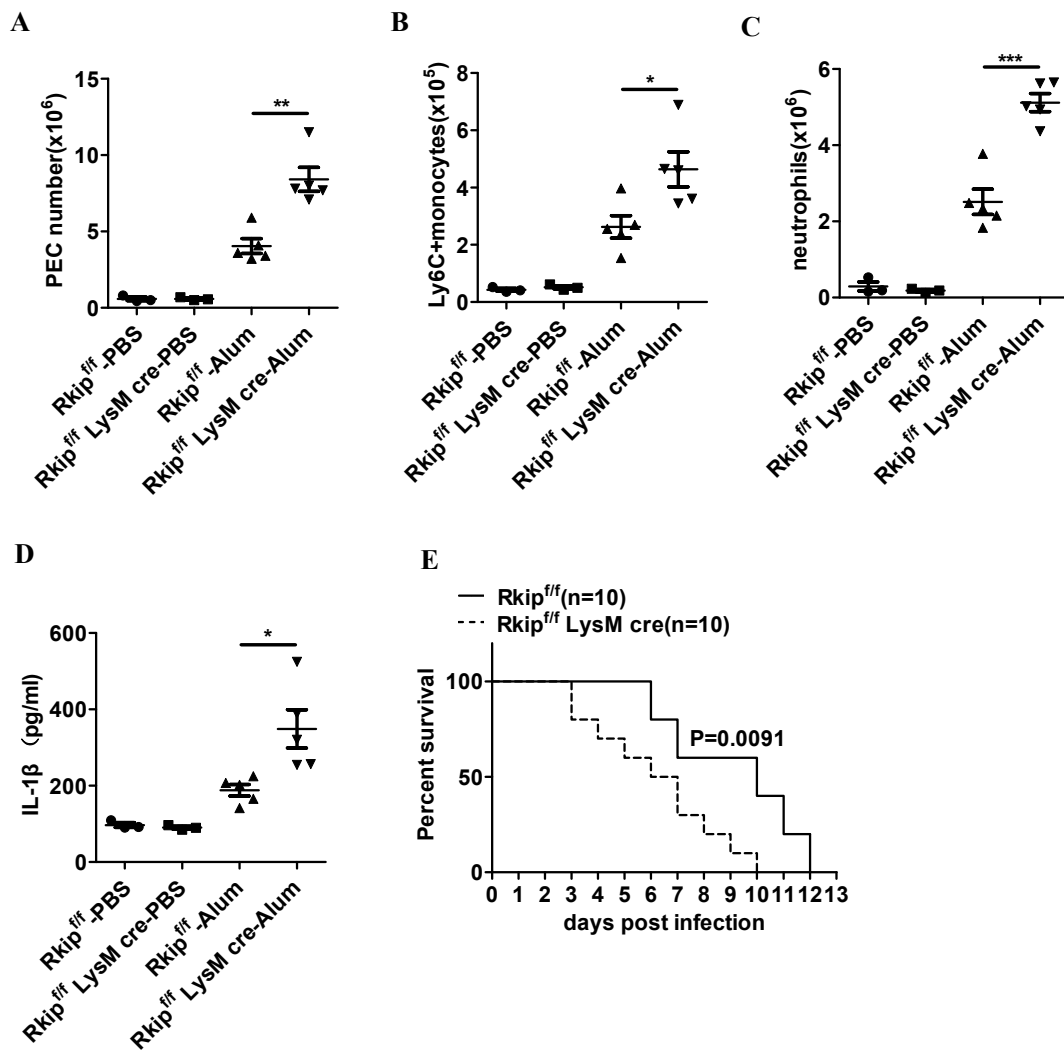 A
PEC number(x10⁶)
15
10
5
0
**
Rkip^f/f-PBS
Rkip^f/f LysM cre-PBS
Rkip^f/f-Alum
Rkip^f/f LysM cre-Alum
B
Ly6C+monocytes(x10⁵)
8
6
4
2
0
*
Rkip^f/f-PBS
Rkip^f/f LysM cre-PBS
Rkip^f/f-Alum
Rkip^f/f LysM cre-Alum
C
neutrophils(x10⁶)
6
4
2
0
***
Rkip^f/f-PBS
Rkip^f/f LysM cre-PBS
Rkip^f/f-Alum
Rkip^f/f LysM cre-Alum
D
IL-1β（pg/ml)
600
400
200
0
*
Rkip^f/f-PBS
Rkip^f/f LysM cre-PBS
Rkip^f/f-Alum
Rkip^f/f LysM cre-Alum
E
Rkip^f/f(n=10)
Rkip^f/f LysM cre(n=10)
Percent survival
100
50
0
P=0.0091
0 1 2 3 4 5 6 7 8 9 10 11 12 13
days post infection